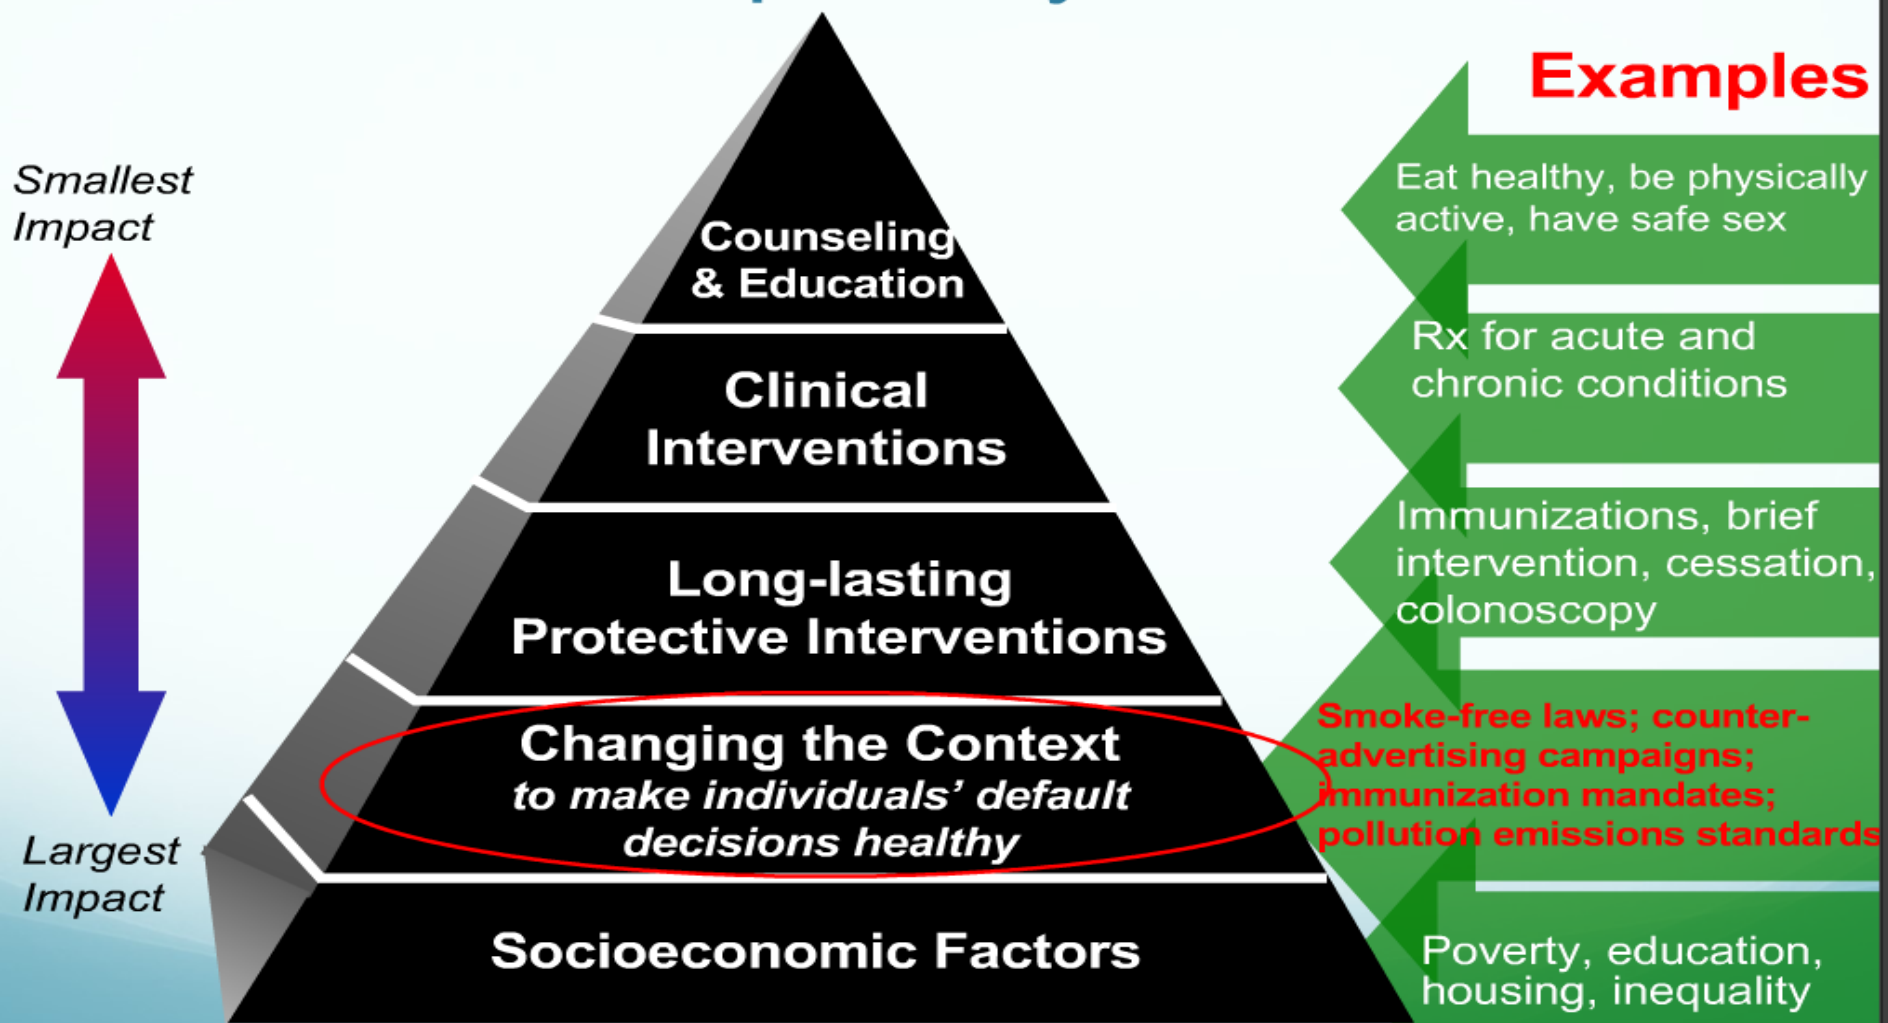 Examples
Smallest
Impact
Counseling
& Education
Eat healthy, be physically
active, have safe sex
Clinical
Interventions
Rx for acute and
chronic conditions
Long-lasting
Protective Interventions
Immunizations, brief
intervention, cessation,
colonoscopy
Changing the Context
to make individuals’ default
decisions healthy
Smoke-free laws; counter-
advertising campaigns;
immunization mandates;
pollution emissions standards
Largest
Impact
Socioeconomic Factors
Poverty, education,
housing, inequality